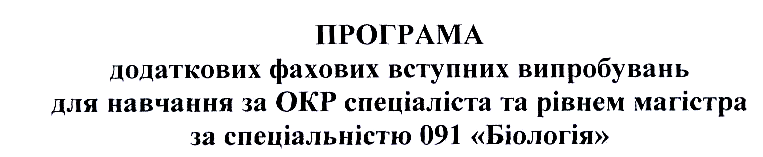 ПРОГРАМА
додаткових фахових вступних випробувань
для навчання за ОКР спеціаліста та рівнем магістра
за спеціальністю 091 «Біологія»